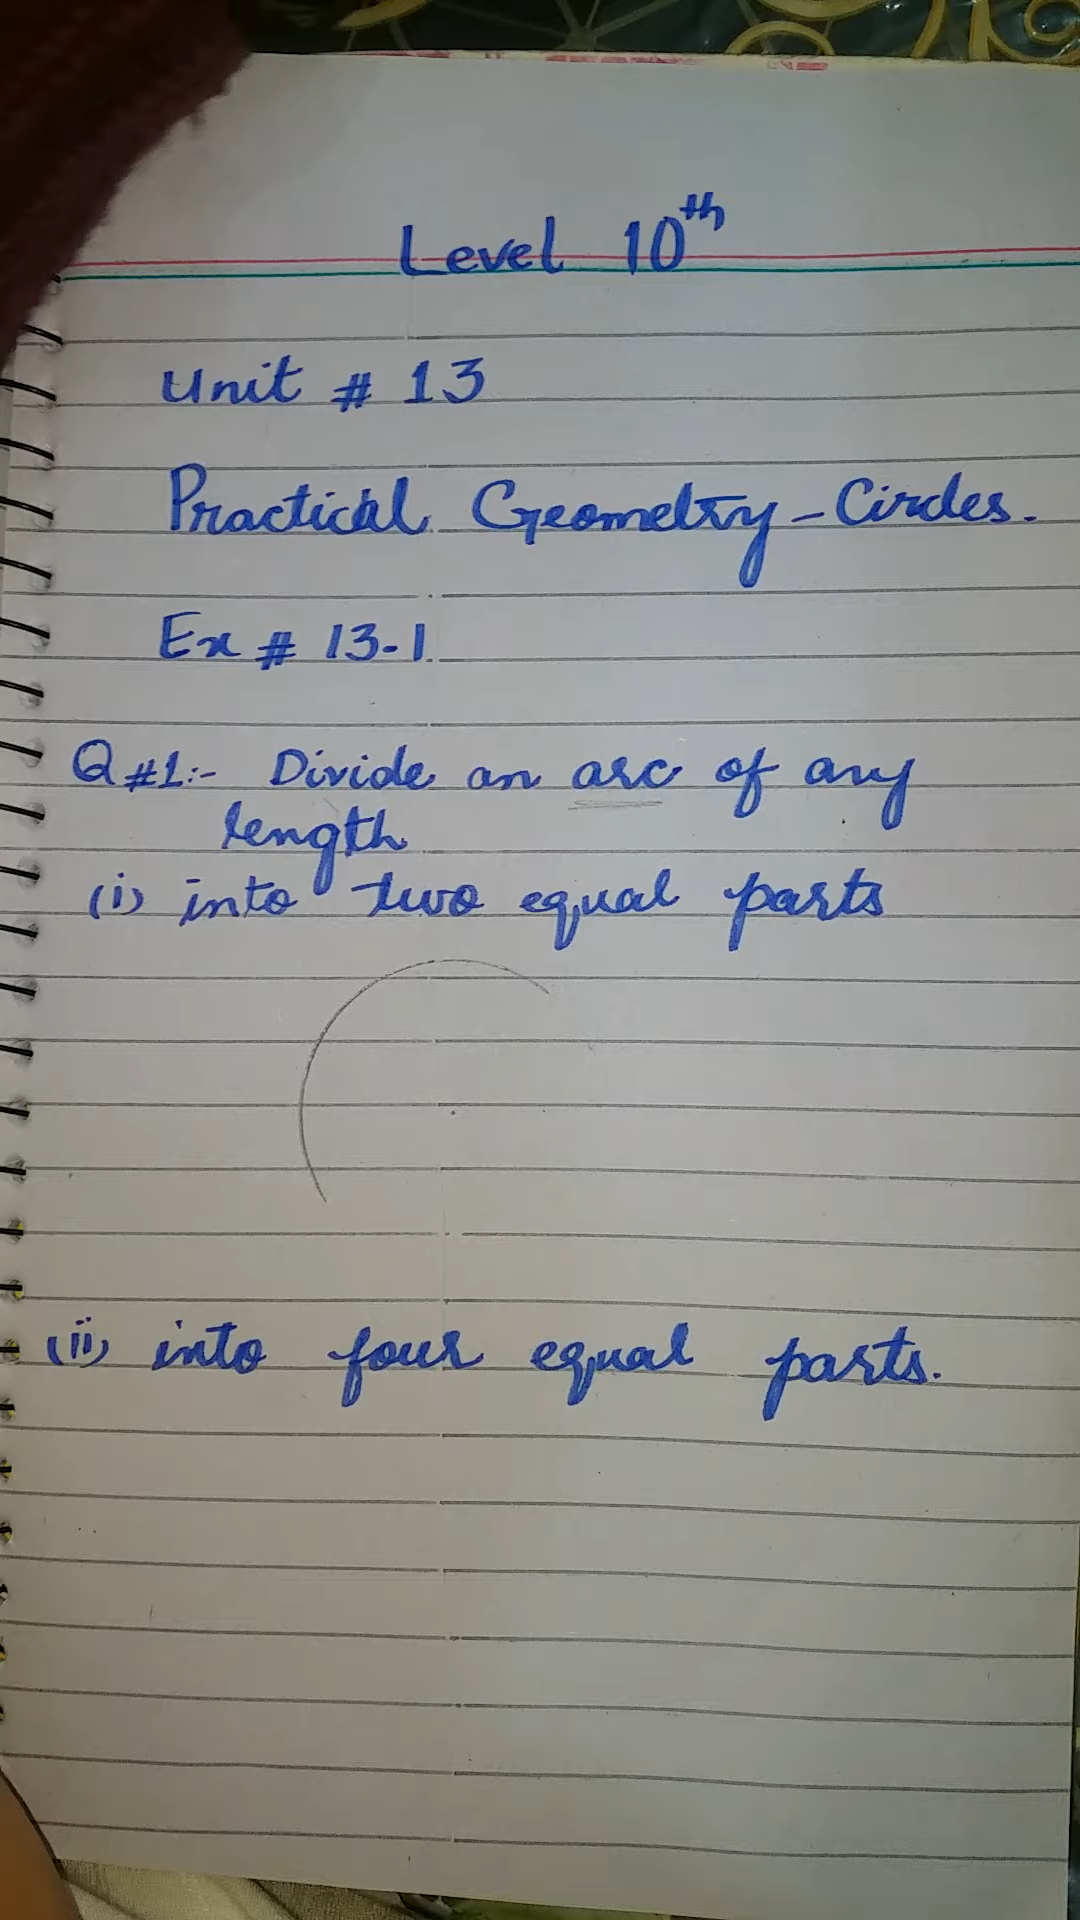 Level 10th
Unit # 13
Practical Geometry - Circles.
Ex # 13-1
Q#1:- Divide an arc of any
length
(i) into two equal parts
(ii) into four equal parts.